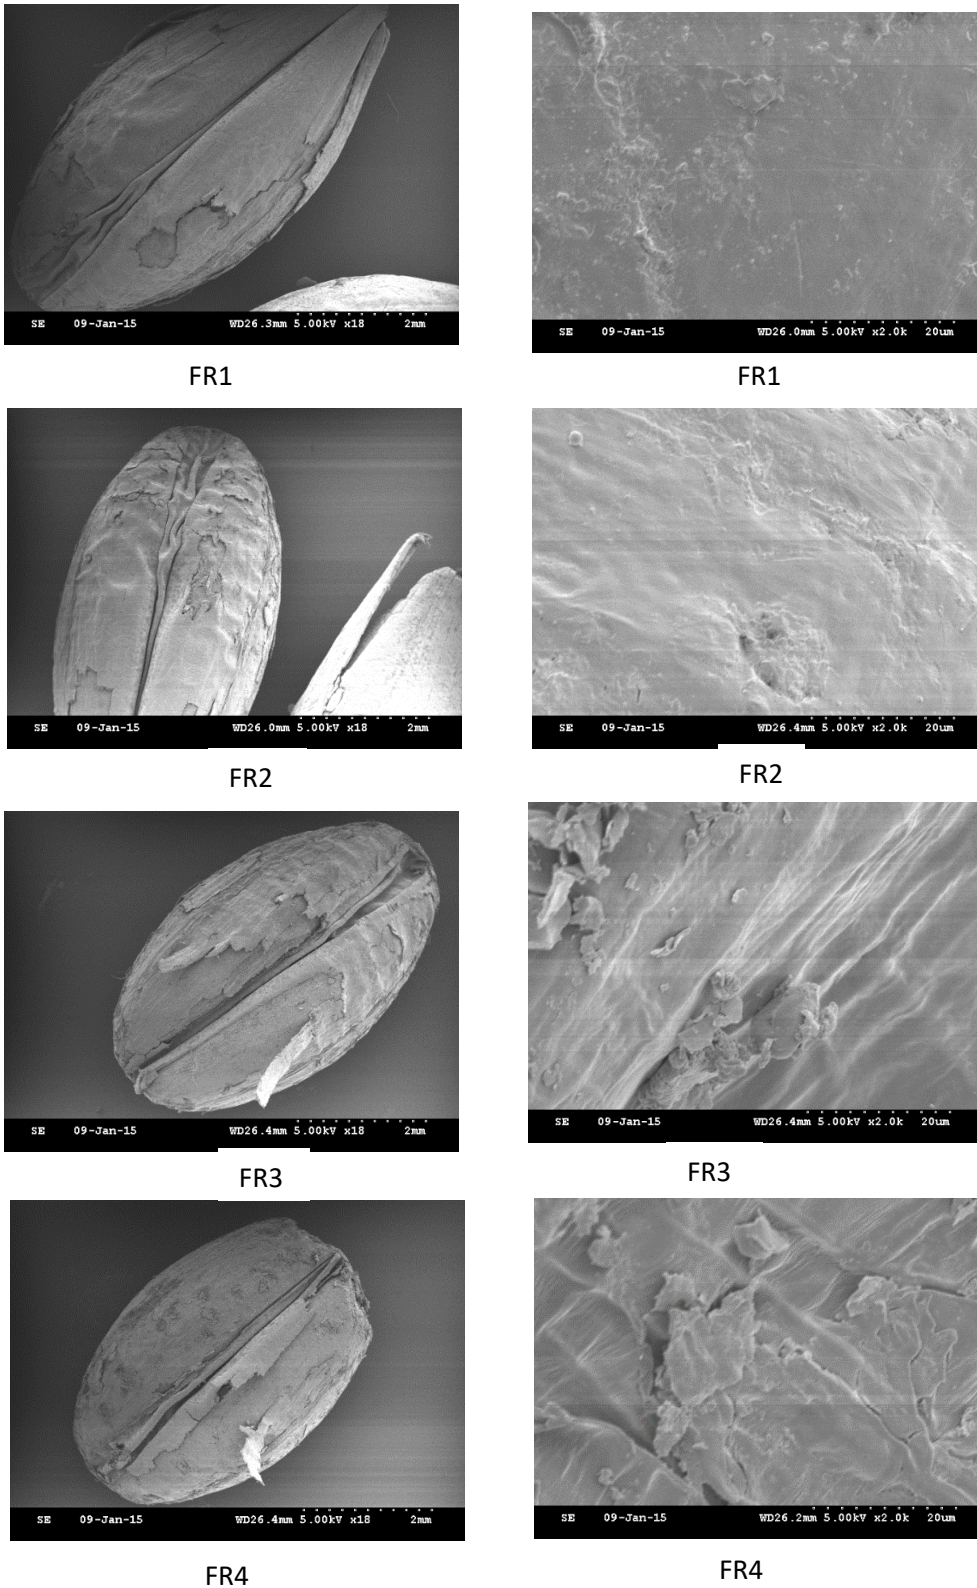 SE 09-Jan-15 WD26.3mm 5.00kV x18 2mm
SE 09-Jan-15 WD26.0mm 5.00kV x2.0k 20um
FR1
FR1
SE 09-Jan-15 WD26.0mm 5.00kV x18 2mm
SE 09-Jan-15 WD26.4mm 5.00kV x2.0k 20um
FR2
FR2
SE 09-Jan-15 WD26.4mm 5.00kV x18 2mm
SE 09-Jan-15 WD26.4mm 5.00kV x2.0k 20um
FR3
FR3
SE 09-Jan-15 WD26.4mm 5.00kV x18 2mm
SE 09-Jan-15 WD26.2mm 5.00kV x2.0k 20um
FR4
FR4